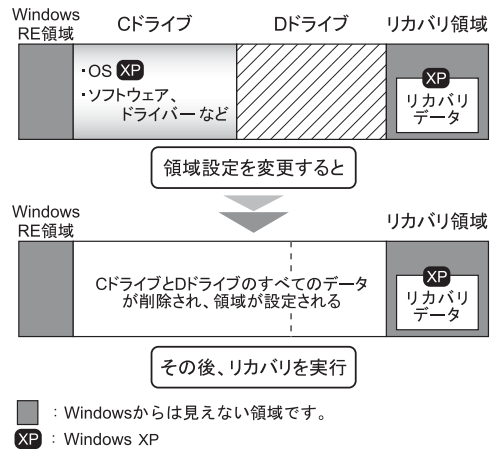 Windows
RE領域
Cドライブ
Dドライブ
リカバリ領域
・OS XP
・ソフトウェア、
ドライバーなど
XP
リカバリ
データ
領域設定を変更すると
Windows
RE領域
リカバリ領域
CドライブとDドライブのすべてのデータ
が削除され、領域が設定される
XP
リカバリ
データ
その後、リカバリを実行
：Windowsからは見えない領域です。
XP：Windows XP